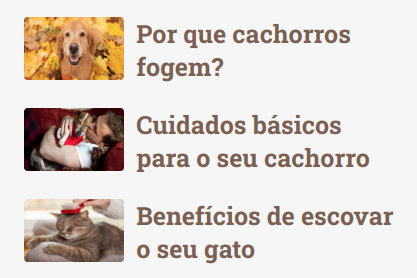 Por que cachorros
fogem?
Cuidados básicos
para o seu cachorro
Benefícios de escovar
o seu gato